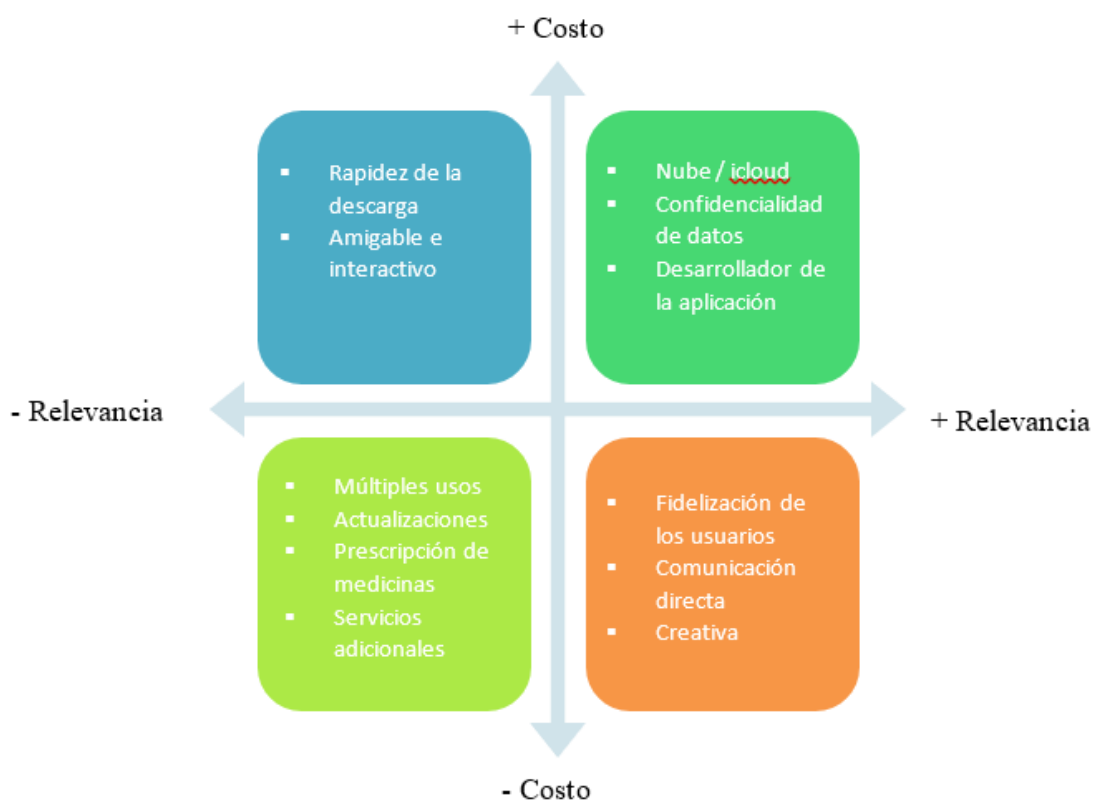 + Costo
▪ Rapidez de la
descarga
▪ Amigable e
interactivo
▪ Nube / icloud
▪ Confidencialidad
de datos
▪ Desarrollador de
la aplicación
- Relevancia
+ Relevancia
▪ Múltiples usos
▪ Actualizaciones
▪ Prescripción de
medicinas
▪ Servicios
adicionales
▪ Fidelización de
los usuarios
▪ Comunicación
directa
▪ Creativa
- Costo